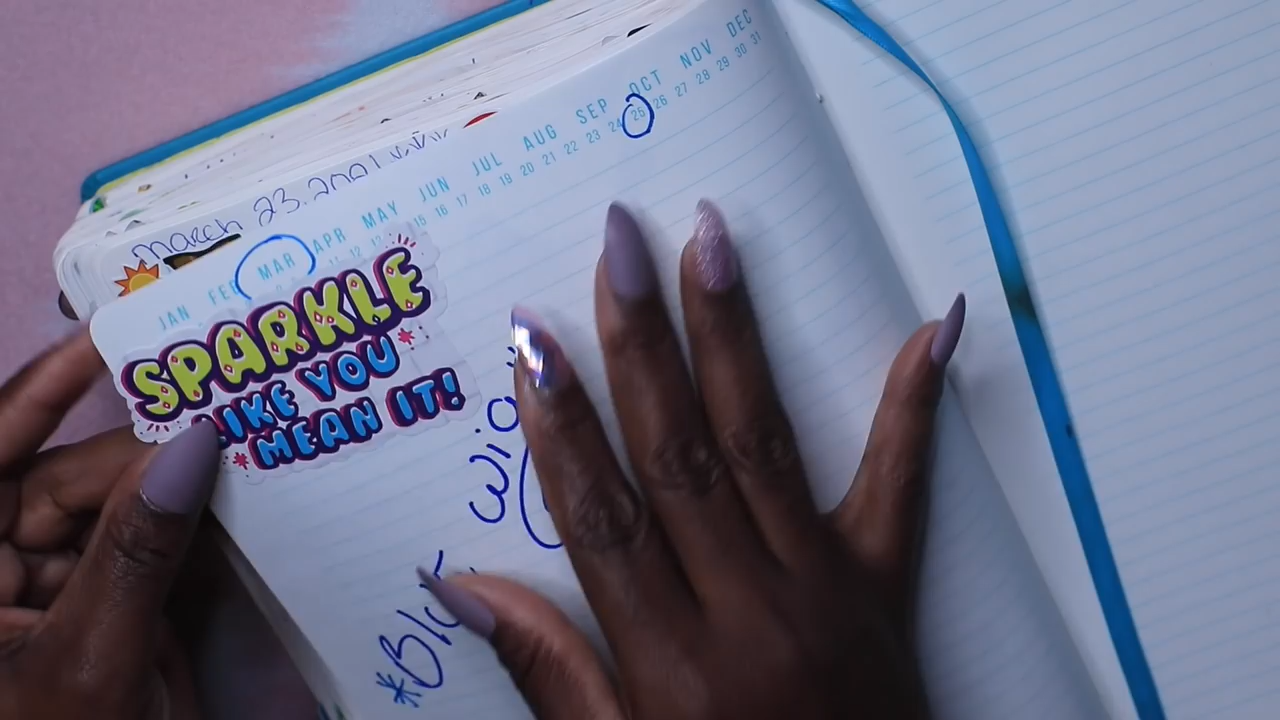 march 23. 2021
JAN FEB MAR APR MAY JUN JUL AUG SEP OCT NOV DEC
15 16 17 18 19 20 21 22 23 24 25 26 27 28 29 30 31
SPARKLE
LIKE YOU
MEAN IT!